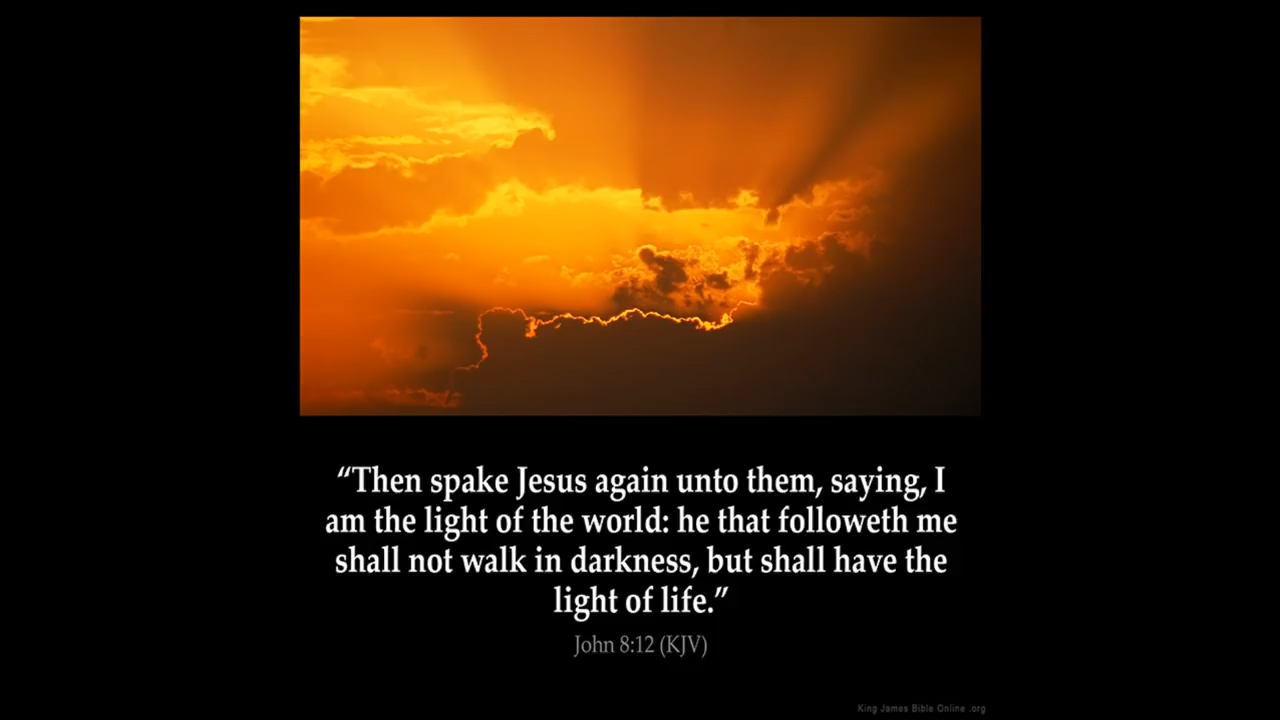 “Then spake Jesus again unto them, saying, I
am the light of the world: he that followeth me
shall not walk in darkness, but shall have the
light of life.”
John 8:12 (KJV)
King James Bible Online .org